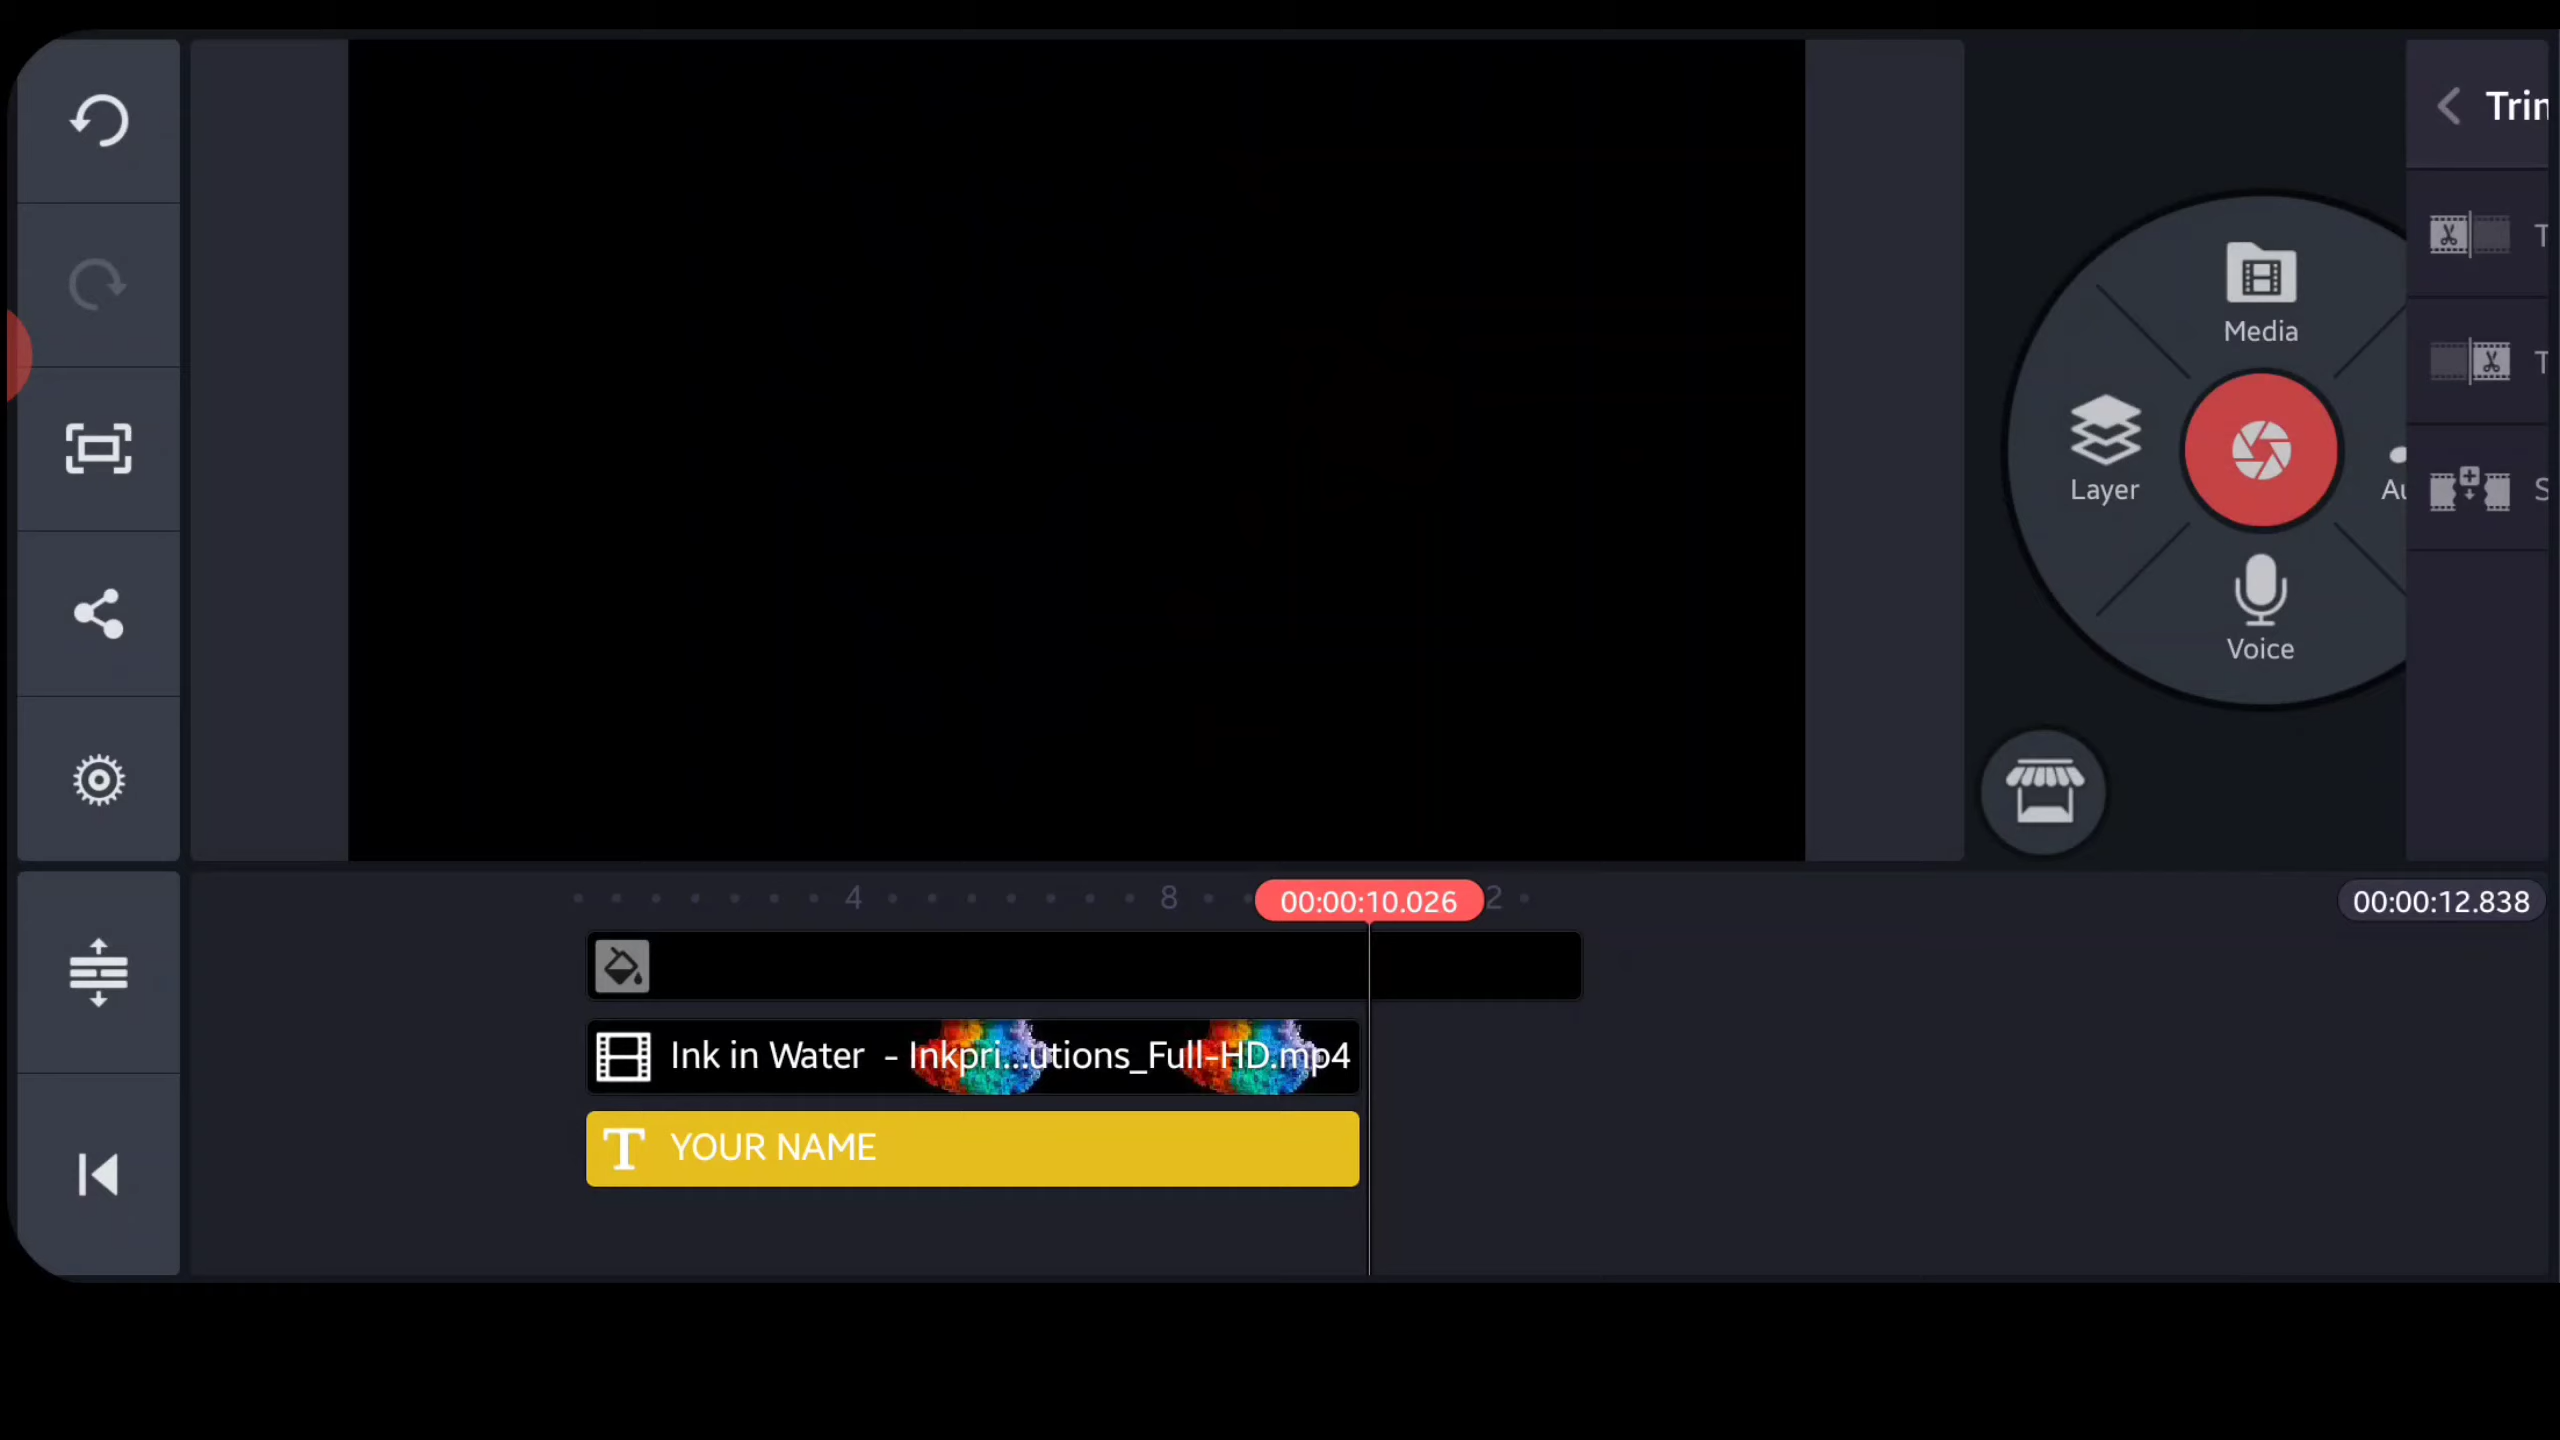 Trin
Media
Layer
Au
Voice
T
T
S
4
8
00:00:10.026
2
00:00:12.838
Ink in Water - Inkpri...utions_Full-HD.mp4
T YOUR NAME